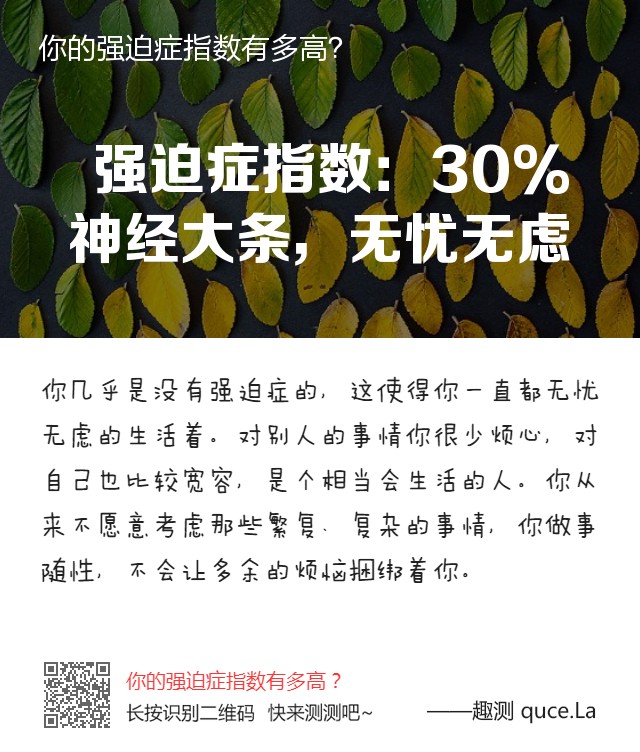 你的强迫症指数有多高？
强迫症指数：30%
神经大条，无忧无虑
你几乎是没有强迫症的，这使得你一直都无忧
无虑的生活着。对别人的事情你很少烦心，对
自己也比较宽容，是个相当会生活的人。你从
来不愿意考虑那些繁复、复杂的事情，你做事
随性，不会让多余的烦恼捆绑着你。
你的强迫症指数有多高？
长按识别二维码 快来测测吧~
——趣测 quce.La